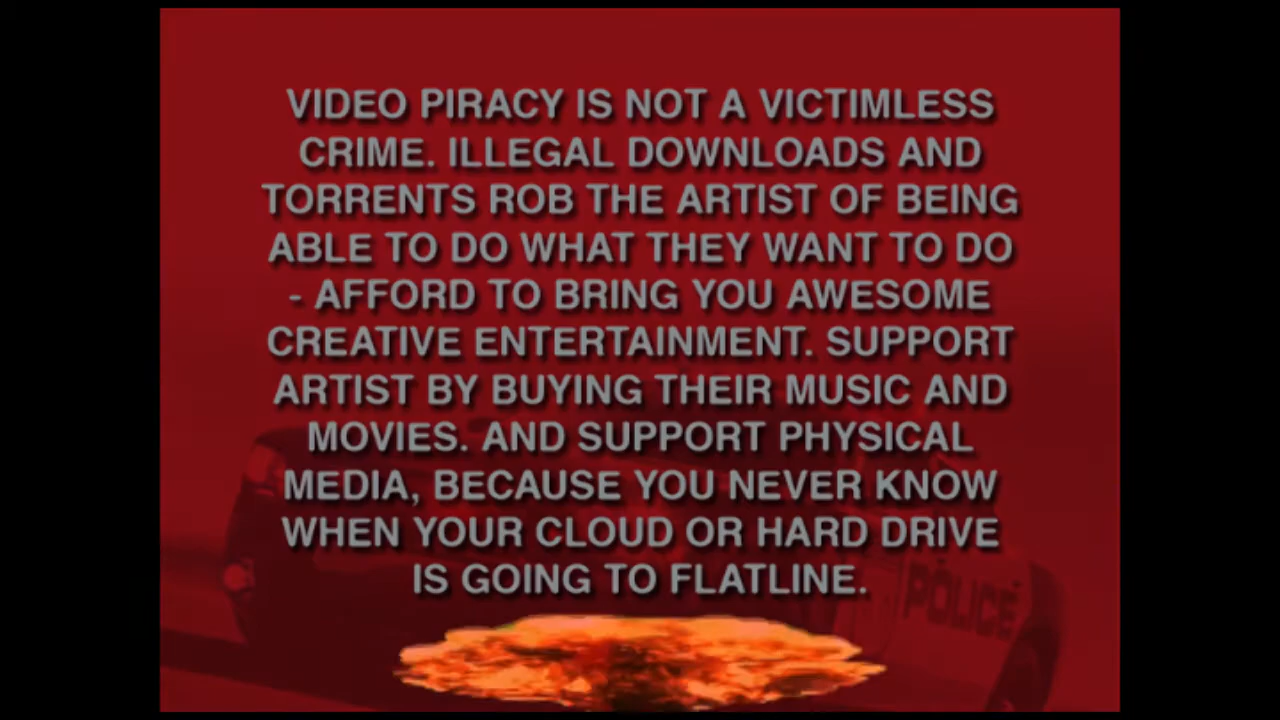 VIDEO PIRACY IS NOT A VICTIMLESS
CRIME. ILLEGAL DOWNLOADS AND
TORRENTS ROB THE ARTIST OF BEING
ABLE TO DO WHAT THEY WANT TO DO
- AFFORD TO BRING YOU AWESOME
CREATIVE ENTERTAINMENT. SUPPORT
ARTIST BY BUYING THEIR MUSIC AND
MOVIES. AND SUPPORT PHYSICAL
MEDIA, BECAUSE YOU NEVER KNOW
WHEN YOUR CLOUD OR HARD DRIVE
IS GOING TO FLATLINE.
POLICE